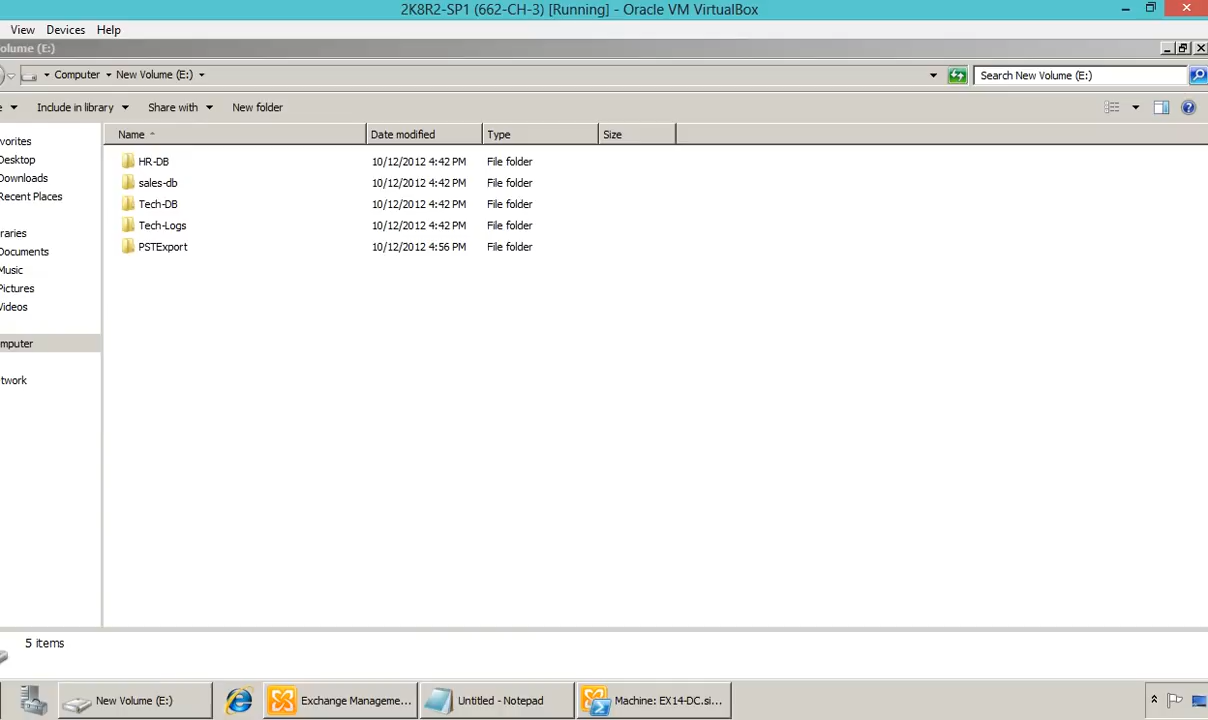 2K8R2-SP1 (662-CH-3) [Running] - Oracle VM VirtualBox
View Devices Help
olume (E:)
Computer New Volume (E:) Search New Volume (E:)
e Include in library Share with New folder
vorites
Desktop
Downloads
Recent Places
raries
Documents
Music
Pictures
Videos
mputer
twork
Name Date modified Type Size
HR-DB 10/12/2012 4:42 PM File folder
sales-db 10/12/2012 4:42 PM File folder
Tech-DB 10/12/2012 4:42 PM File folder
Tech-Logs 10/12/2012 4:42 PM File folder
PSTExport 10/12/2012 4:56 PM File folder
5 items
New Volume (E:) Exchange Manageme... Untitled - Notepad Machine: EX14-DC.si...